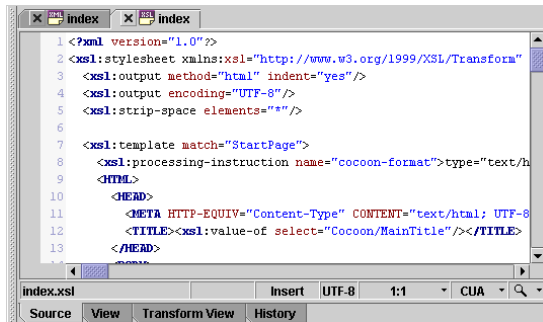 XML index XSL index
1 <?xml version="1.0"?>
2 <xsl:stylesheet xmlns:xsl="http://www.w3.org/1999/XSL/Transform"
3 <xsl:output method="html" indent="yes"/>
4 <xsl:output encoding="UTF-8"/>
5 <xsl:strip-space elements="*"/>
6
7 <xsl:template match="StartPage">
8 <xsl:processing-instruction name="cocoon-format">type="text/h
9 <HTML>
10 <HEAD>
11 <META HTTP-EQUIV="Content-Type" CONTENT="text/html; UTF-8
12 <TITLE><xsl:value-of select="Cocoon/MainTitle"/></TITLE>
13 </HEAD>
index.xsl Insert UTF-8 1:1 CUA
Source View Transform View History